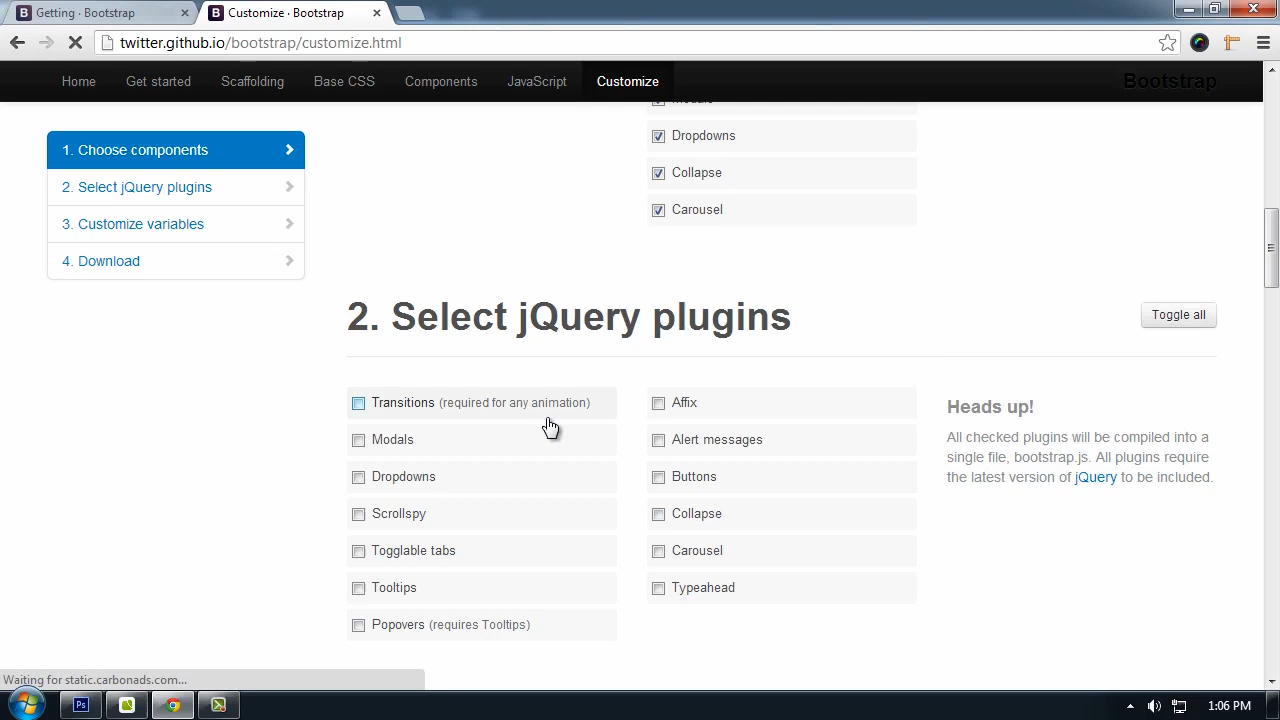 Getting · Bootstrap
Customize · Bootstrap
twitter.github.io/bootstrap/customize.html
Home Get started Scaffolding Base CSS Components JavaScript Customize Bootstrap
1. Choose components
2. Select jQuery plugins
3. Customize variables
4. Download
Dropdowns
Collapse
Carousel
2. Select jQuery plugins
Toggle all
Transitions (required for any animation)
Modals
Dropdowns
Scrollspy
Togglable tabs
Tooltips
Popovers (requires Tooltips)
Affix
Alert messages
Buttons
Collapse
Carousel
Typeahead
Heads up!
All checked plugins will be compiled into a
single file, bootstrap.js. All plugins require
the latest version of jQuery to be included.
Waiting for static.carbonads.com...
Ps
1:06 PM